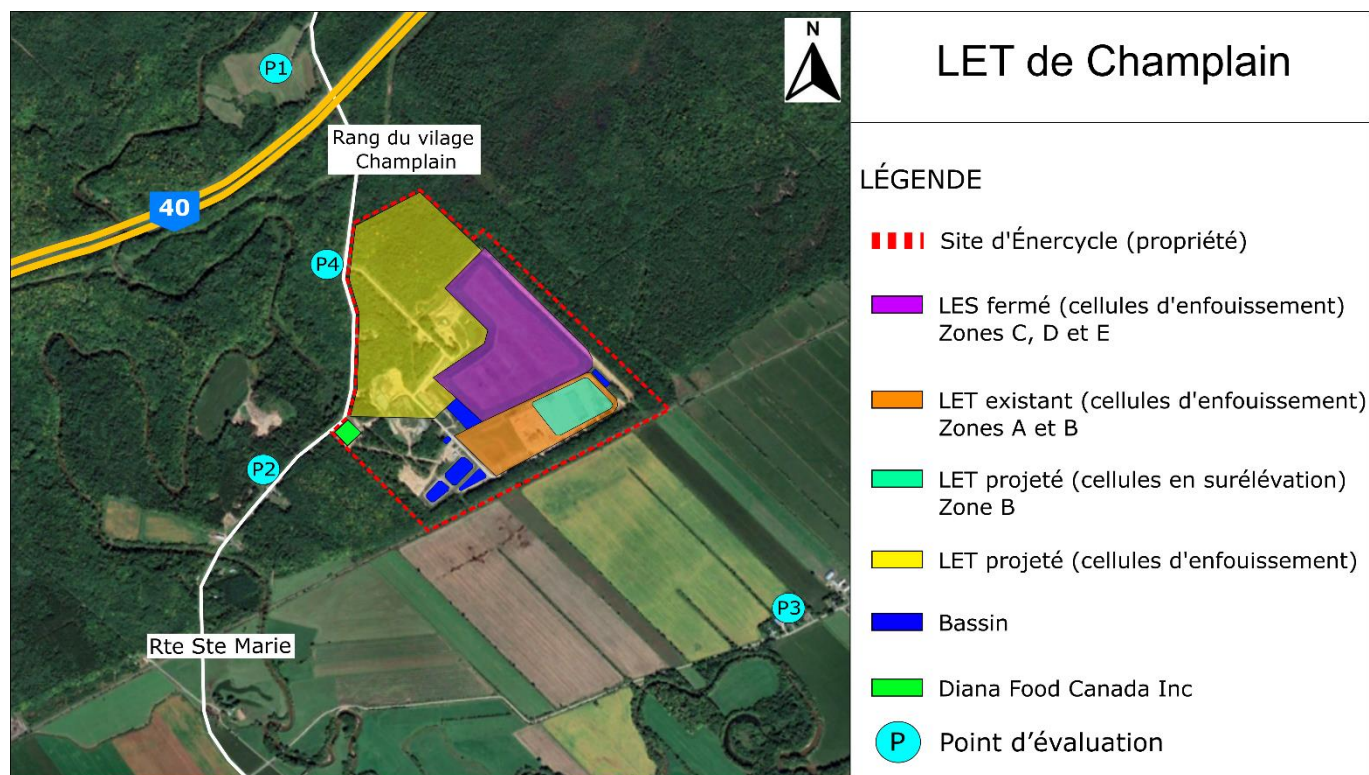 LET de Champlain
N
P1
Rang du vilage
Champlain
40
P4
P2
P3
Rte Ste Marie
LÉGENDE
Site d'Énercycle (propriété)
LES fermé (cellules d'enfouissement)
Zones C, D et E
LET existant (cellules d'enfouissement)
Zones A et B
LET projeté (cellules en surélévation)
Zone B
LET projeté (cellules d'enfouissement)
Bassin
Diana Food Canada Inc
P
Point d’évaluation